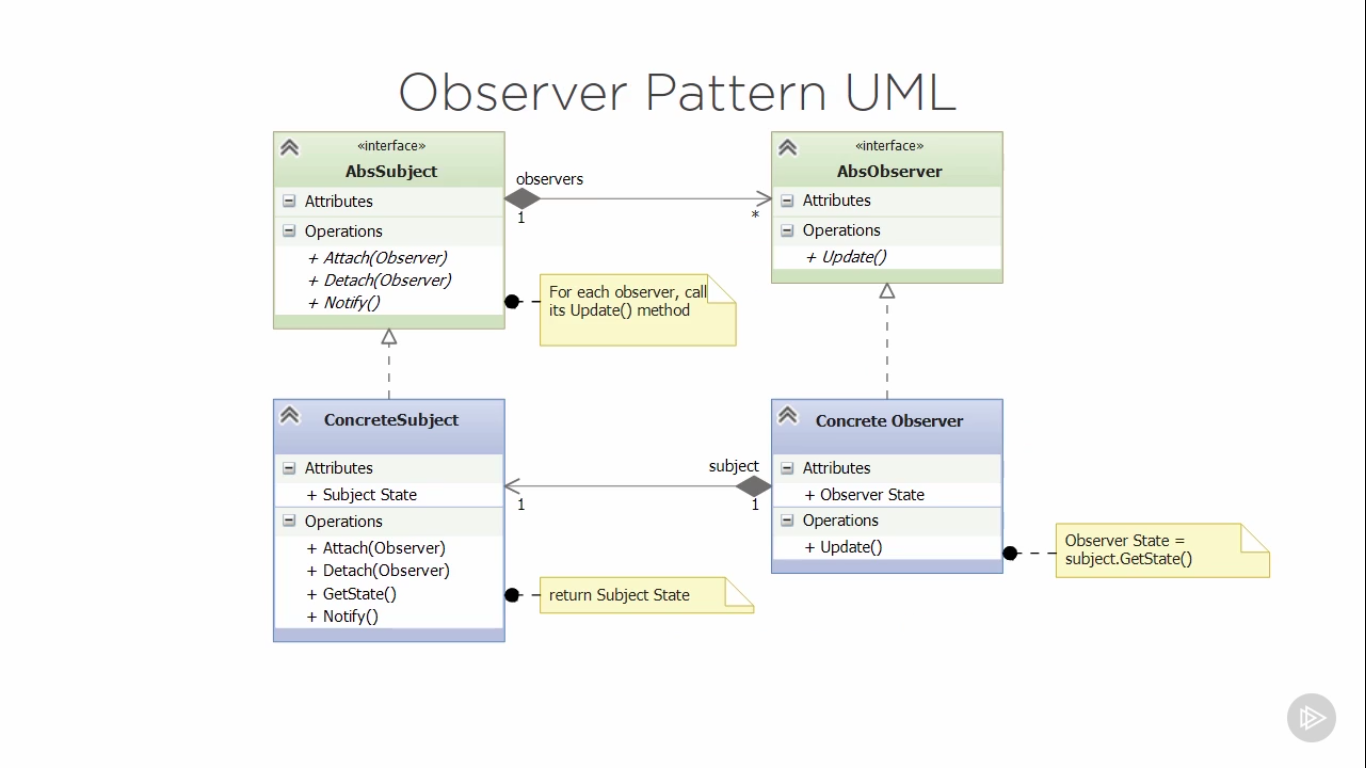 Observer Pattern UML
«interface»
AbsSubject
Attributes
Operations
+ Attach(Observer)
+ Detach(Observer)
+ Notify()
observers
1
*
«interface»
AbsObserver
Attributes
Operations
+ Update()
For each observer, call
its Update() method
ConcreteSubject
Attributes
+ Subject State
Operations
+ Attach(Observer)
+ Detach(Observer)
+ GetState()
+ Notify()
subject
1
1
return Subject State
Concrete Observer
Attributes
+ Observer State
Operations
+ Update()
Observer State =
subject.GetState()